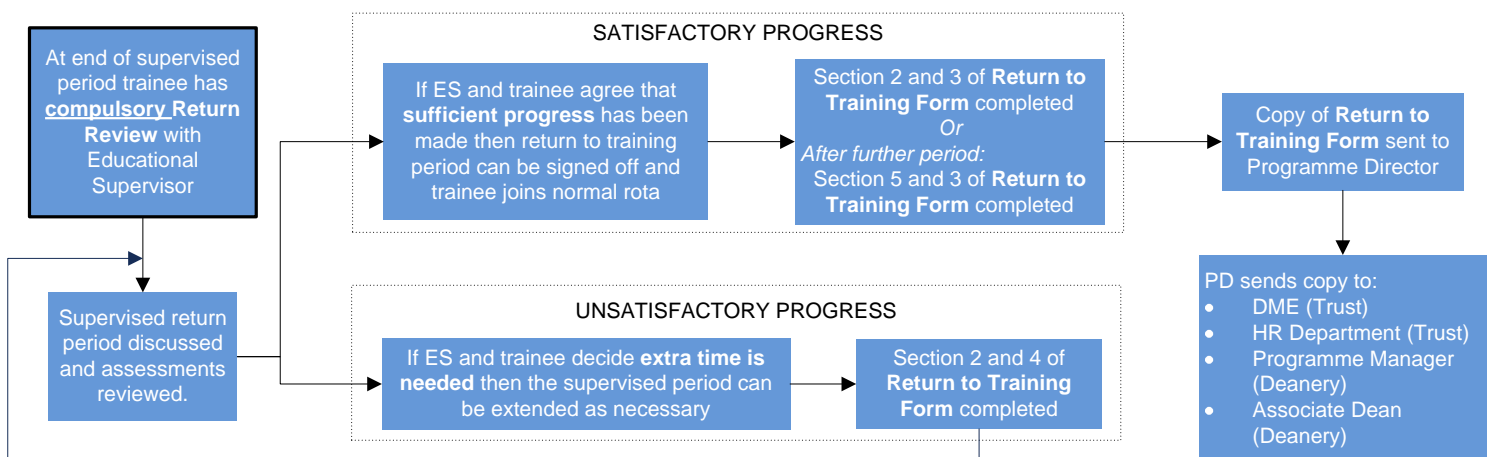 At end of supervised
period trainee has
compulsory Return
Review with
Educational
Supervisor
Supervised return
period discussed
and assessments
reviewed.
SATISFACTORY PROGRESS
If ES and trainee agree that
sufficient progress has been
made then return to training
period can be signed off and
trainee joins normal rota
Section 2 and 3 of Return to
Training Form completed
Or
After further period:
Section 5 and 3 of Return to
Training Form completed
UNSATISFACTORY PROGRESS
If ES and trainee decide extra time is
needed then the supervised period can
be extended as necessary
Section 2 and 4 of
Return to Training
Form completed
Copy of Return to
Training Form sent to
Programme Director
PD sends copy to:
• DME (Trust)
• HR Department (Trust)
• Programme Manager
(Deanery)
• Associate Dean
(Deanery)